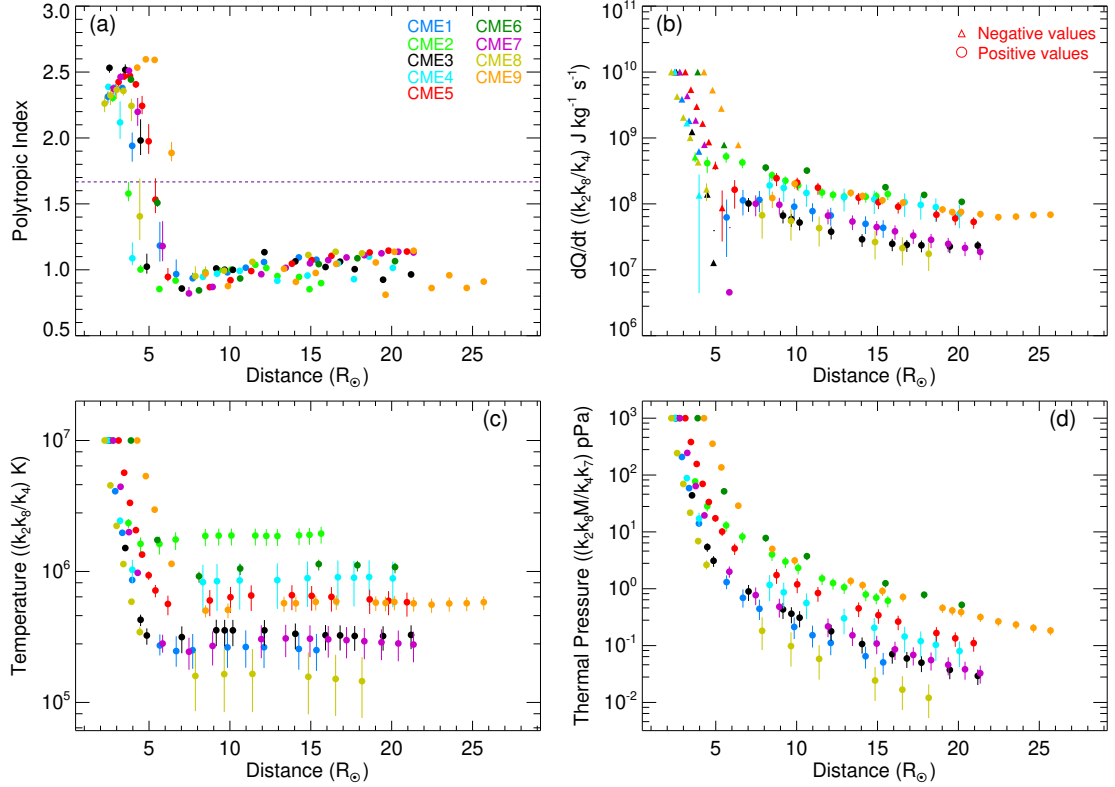 (a)
CME1
CME2
CME3
CME4
CME5
CME6
CME7
CME8
CME9
3.0
2.5
2.0
1.5
1.0
0.5
Polytropic Index
5 10 15 20 25
Distance (R☉)
(b)
Negative values
Positive values
10¹¹
10¹⁰
10⁹
10⁸
10⁷
10⁶
dQ/dt ((k₂k₈/k₄) J kg⁻¹ s⁻¹
5 10 15 20 25
Distance (R☉)
(c)
10⁷
10⁶
10⁵
Temperature ((k₂k₈/k₄) K)
5 10 15 20 25
Distance (R☉)
(d)
10³
10²
10¹
10⁰
10⁻¹
10⁻²
Thermal Pressure ((k₂k₈M/k₄k₇) pPa)
5 10 15 20 25
Distance (R☉)